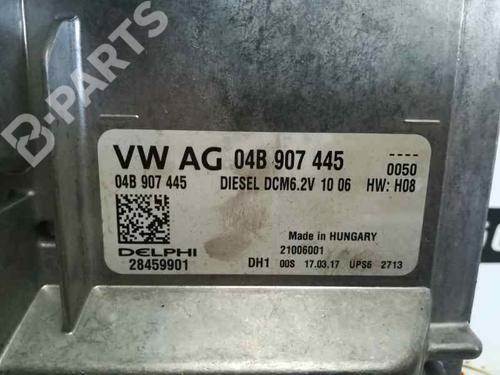 B-PARTS
VW AG 04B 907 445
04B 907 445 DIESEL DCM6.2V 10 06
0050
HW: H08
Made in HUNGARY
21006001
DELPHI
28459901
DH1 00S 17.03.17 UPS6 2713